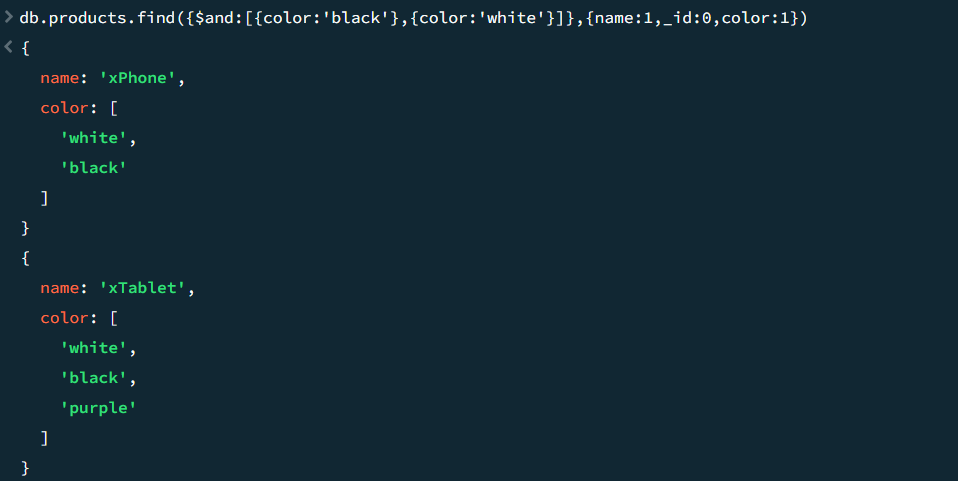 > db.products.find({$and:[{color:'black'},{color:'white'}]},{name:1,_id:0,color:1})
< {
name: 'xPhone',
color: [
'white',
'black'
]
}
{
name: 'xTablet',
color: [
'white',
'black',
'purple'
]
}